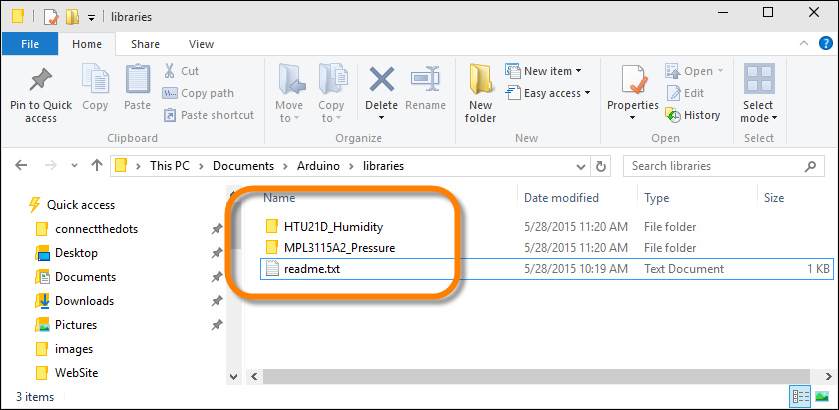 libraries
File Home Share View
Pin to Quick access
Copy
Paste
Cut
Copy path
Paste shortcut
Clipboard
Move to
Copy to
Delete
Rename
Organize
New folder
New item
Easy access
New
Properties
Open
Edit
History
Open
Select mode
Select
This PC Documents Arduino libraries
Search libraries
Quick access
connectthedots
Desktop
Documents
Downloads
Pictures
images
WebSite
Name Date modified Type Size
HTU21D_Humidity 5/28/2015 11:20 AM File folder
MPL3115A2_Pressure 5/28/2015 11:20 AM File folder
readme.txt 5/28/2015 10:19 AM Text Document 1 KB
3 items